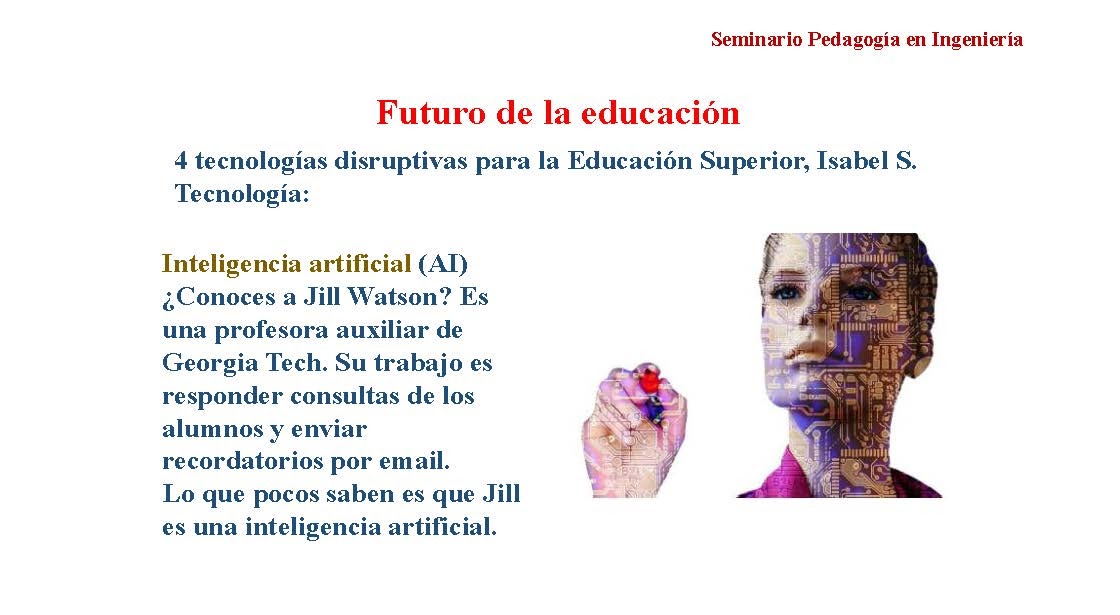 Seminario Pedagogía en Ingeniería
Futuro de la educación
4 tecnologías disruptivas para la Educación Superior, Isabel S.
Tecnología:
Inteligencia artificial (AI)
¿Conoces a Jill Watson? Es
una profesora auxiliar de
Georgia Tech. Su trabajo es
responder consultas de los
alumnos y enviar
recordatorios por email.
Lo que pocos saben es que Jill
es una inteligencia artificial.